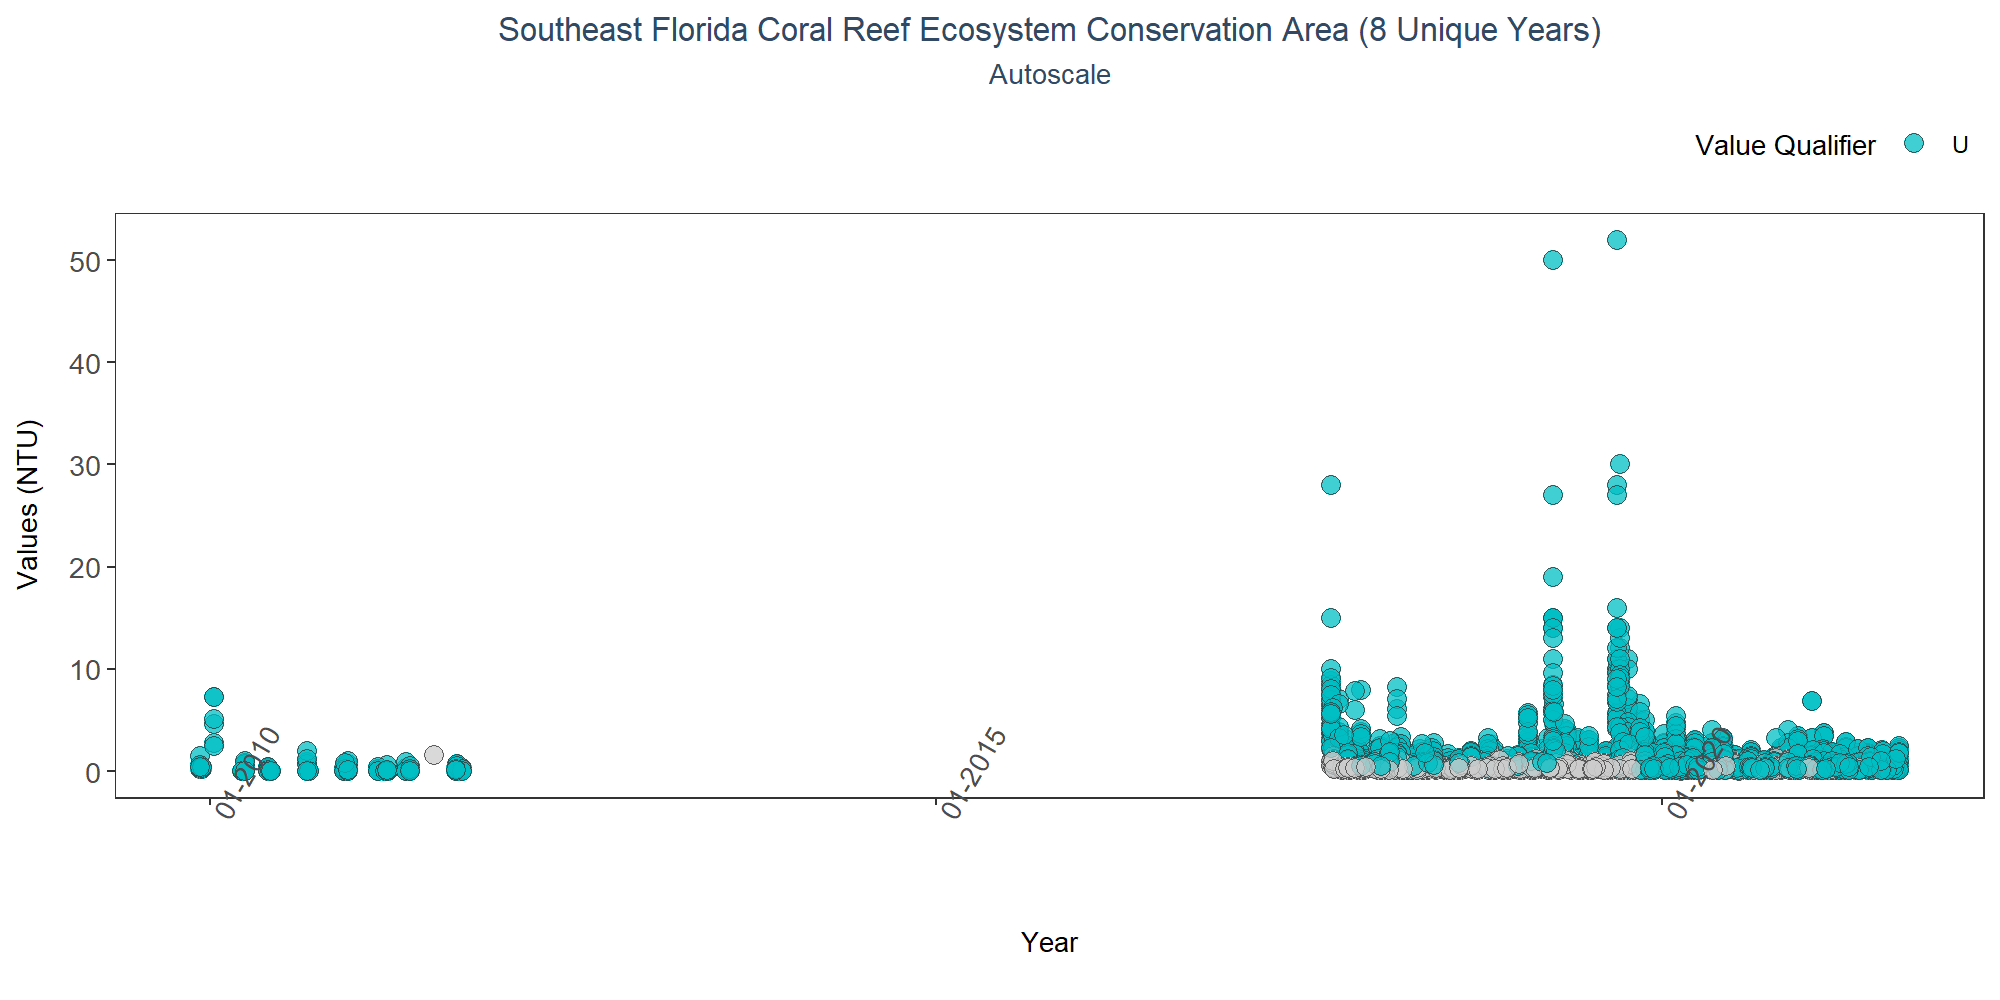 Southeast Florida Coral Reef Ecosystem Conservation Area (8 Unique Years)
Autoscale
Value Qualifier U
Values (NTU)
50
40
30
20
10
0
01-2010
01-2015
01-2020
Year